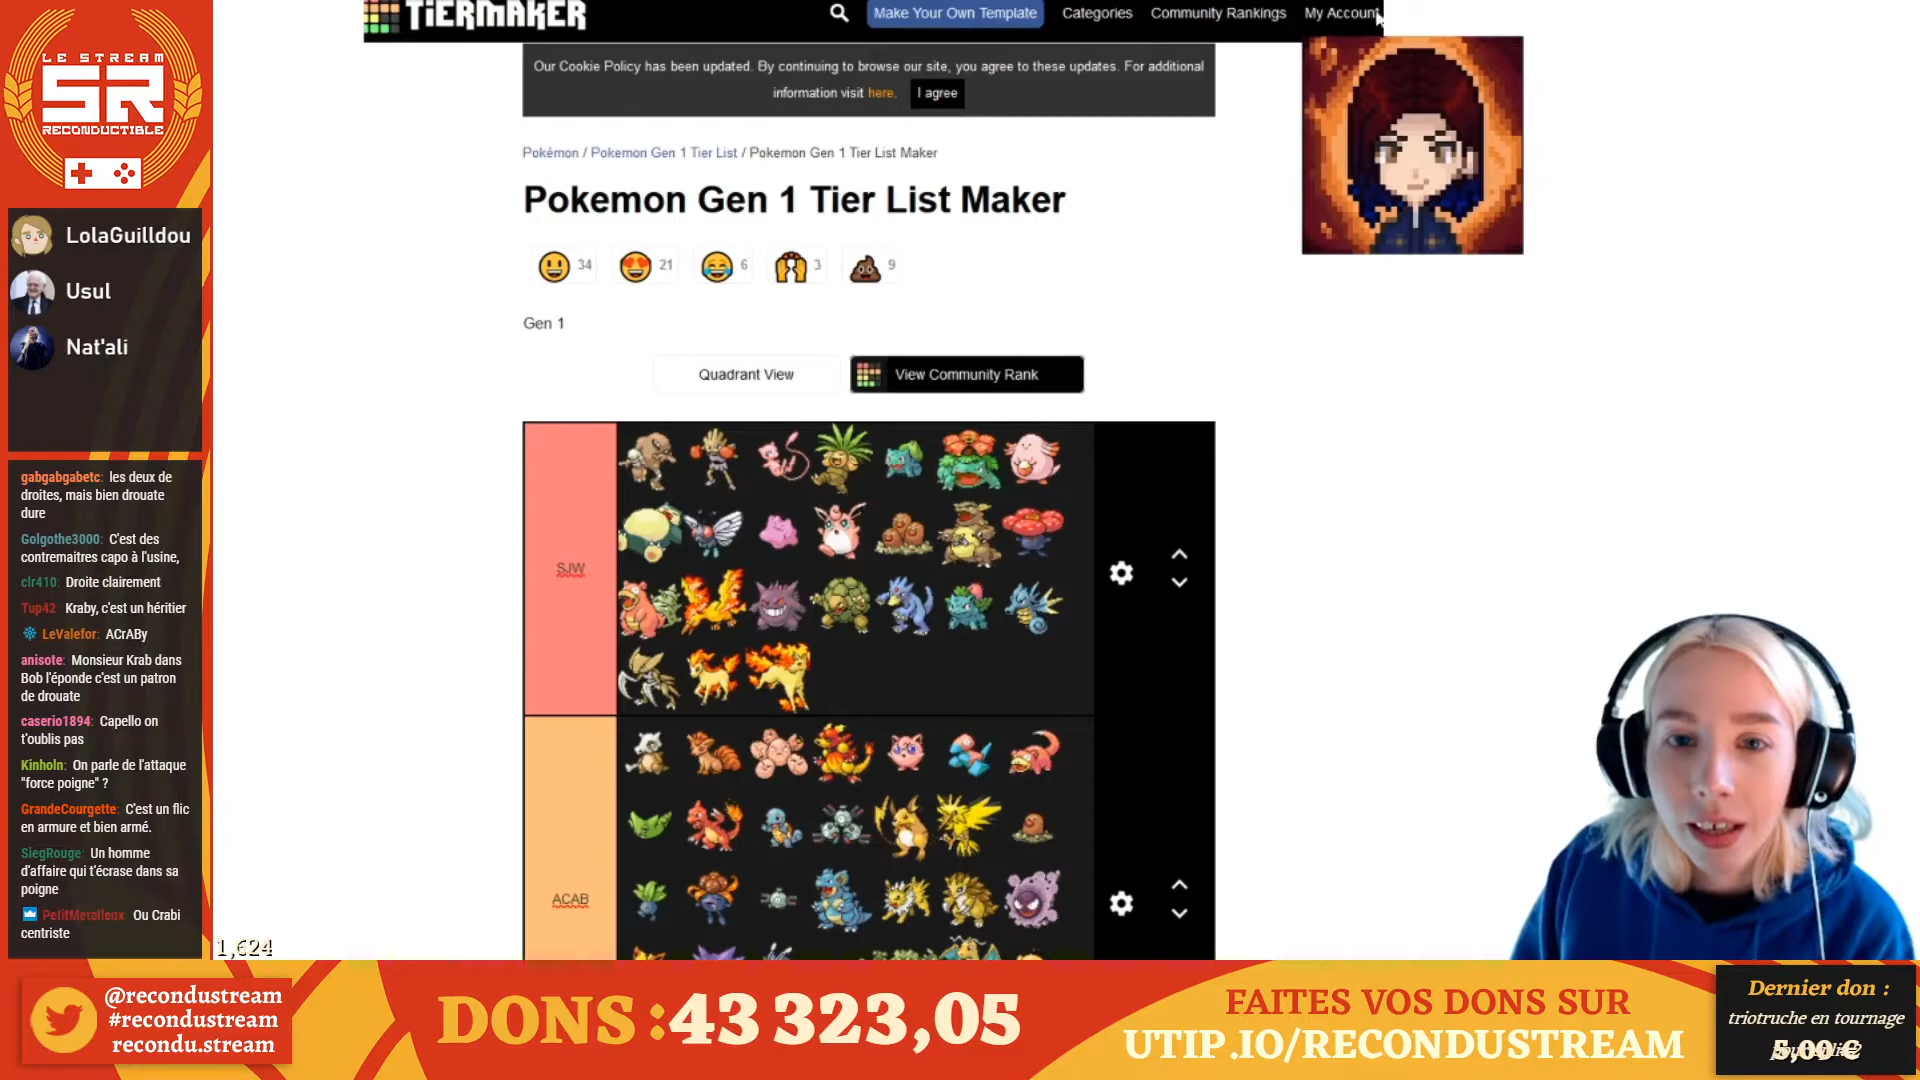 LE STREAM
SR
RECONDUCTIBLE
LolaGuilldou
Usul
Nat'ali
gabgabgabetc: les deux de
droites, mais bien drouate
dure
Golgothe3000: C'est des
contremaitres capo à l'usine,
clr410: Droite clairement
Tup42 Kraby, c'est un héritier
LeValefor: ACrABy
anisote: Monsieur Krab dans
Bob l'éponde c'est un patron
de drouate
caserio1894: Capello on
t'oublis pas
Kinholn: On parle de l'attaque
"force poigne" ?
GrandeCourgette: C'est un flic
en armure et bien armé.
SiegRouge: Un homme
d'affaire qui t'écrase dans sa
poigne
PetitMetalleux Ou Crabi
centriste
1,624
TiERMAKER
Make Your Own Template
Categories
Community Rankings
My Account
Our Cookie Policy has been updated. By continuing to browse our site, you agree to these updates. For additional
information visit here. I agree
Pokémon / Pokemon Gen 1 Tier List / Pokemon Gen 1 Tier List Maker
Pokemon Gen 1 Tier List Maker
34
21
6
3
9
Gen 1
Quadrant View
View Community Rank
SJW
ACAB
@recondustream
#recondustream
recondu.stream
DONS :43 323,05
FAITES VOS DONS SUR
UTIP.IO/RECONDUSTREAM
Dernier don :
triotruche en tournage
5,00 €